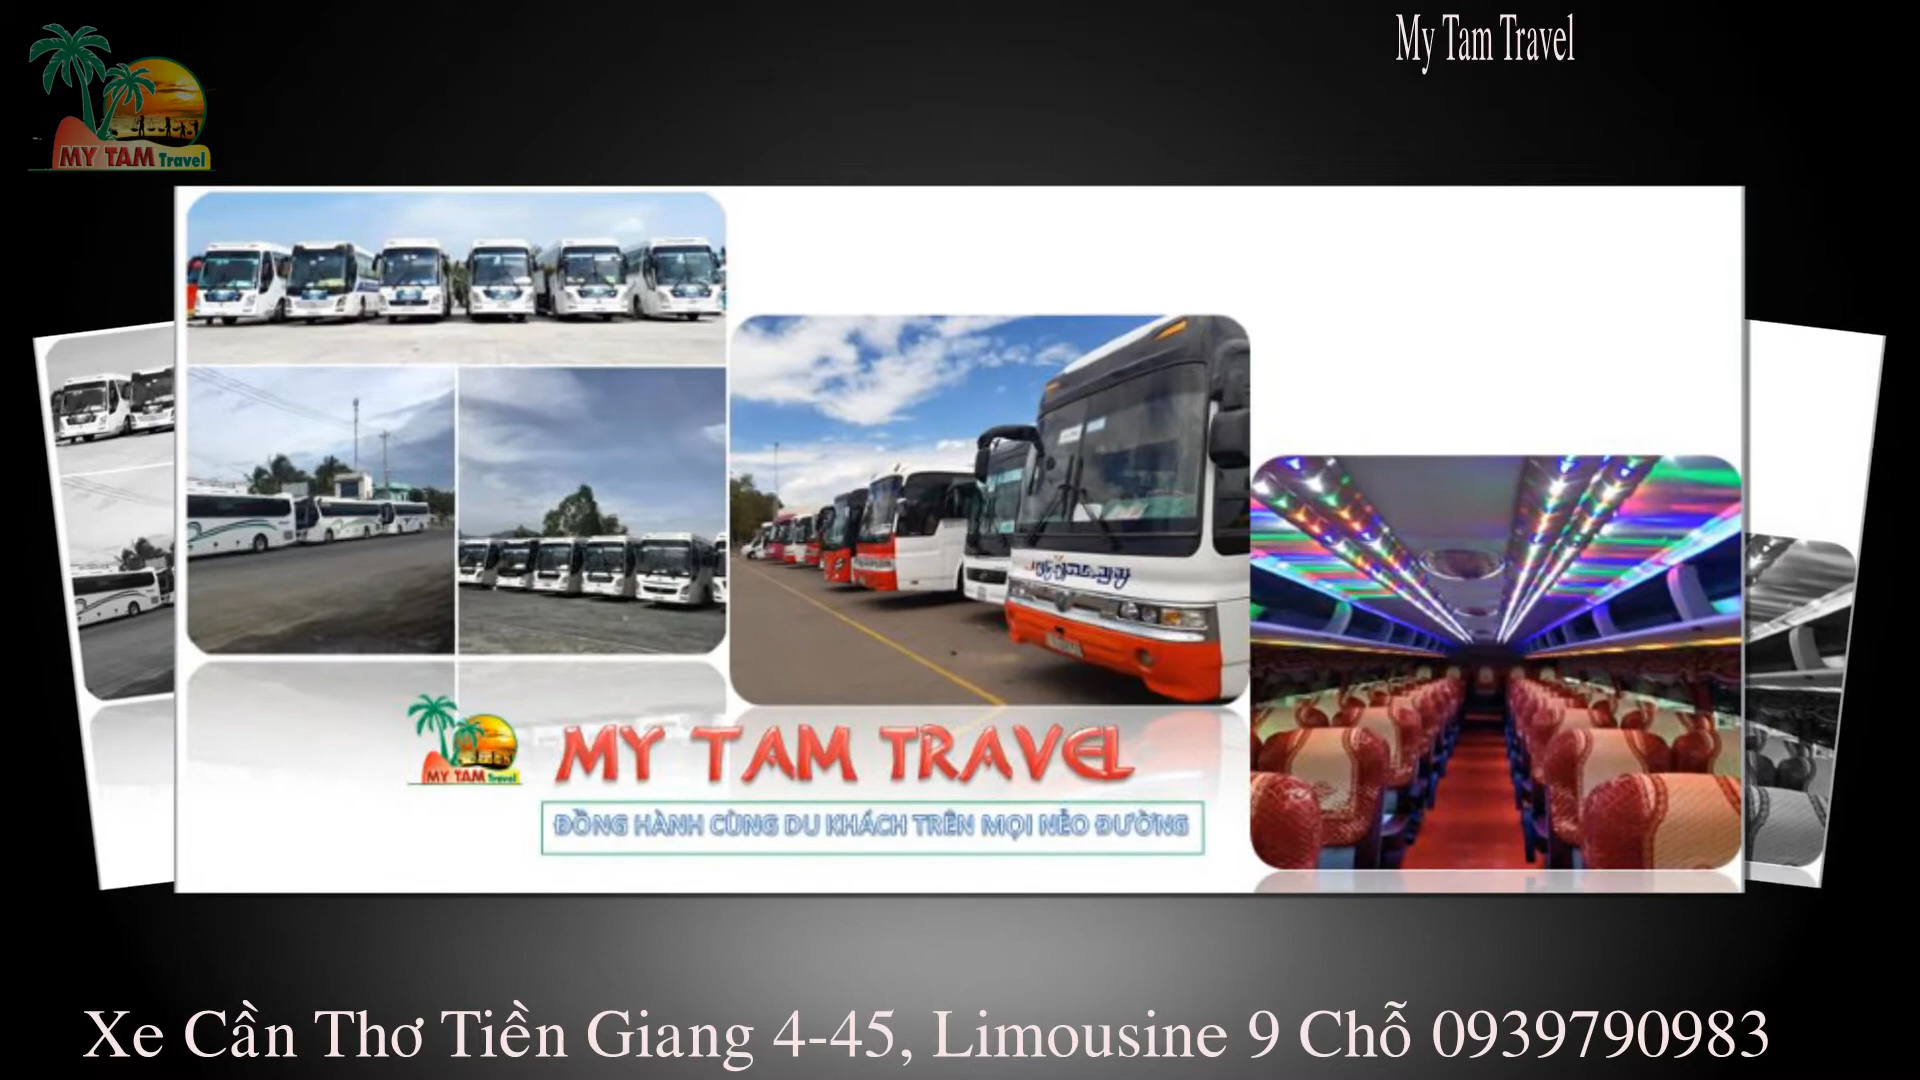 My Tam Travel
MY TAM Travel
MY TAM TRAVEL
MY TAM Travel
ĐỒNG HÀNH CÙNG DU KHÁCH TRÊN MỌI NẺO ĐƯỜNG
Xe Cần Thơ Tiền Giang 4-45, Limousine 9 Chỗ 0939790983